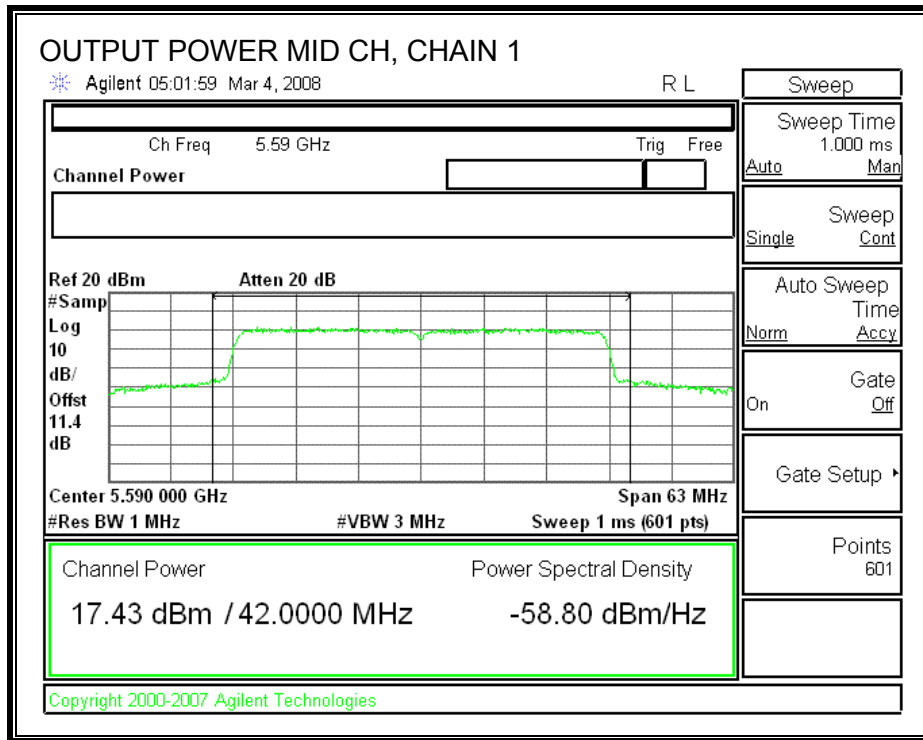 OUTPUT POWER MID CH, CHAIN 1
Agilent 05:01:59 Mar 4, 2008 R L
Ch Freq 5.59 GHz Trig Free
Channel Power
Ref 20 dBm Atten 20 dB
#Samp
Log
10
dB/
Offst
11.4
dB
Center 5.590 000 GHz Span 63 MHz
#Res BW 1 MHz #VBW 3 MHz Sweep 1 ms (601 pts)
Channel Power Power Spectral Density
17.43 dBm / 42.0000 MHz -58.80 dBm/Hz
Copyright 2000-2007 Agilent Technologies
Sweep
Sweep Time
1.000 ms
Auto Man
Sweep
Single Cont
Auto Sweep
Time
Norm Accy
Gate
On Off
Gate Setup
Points
601